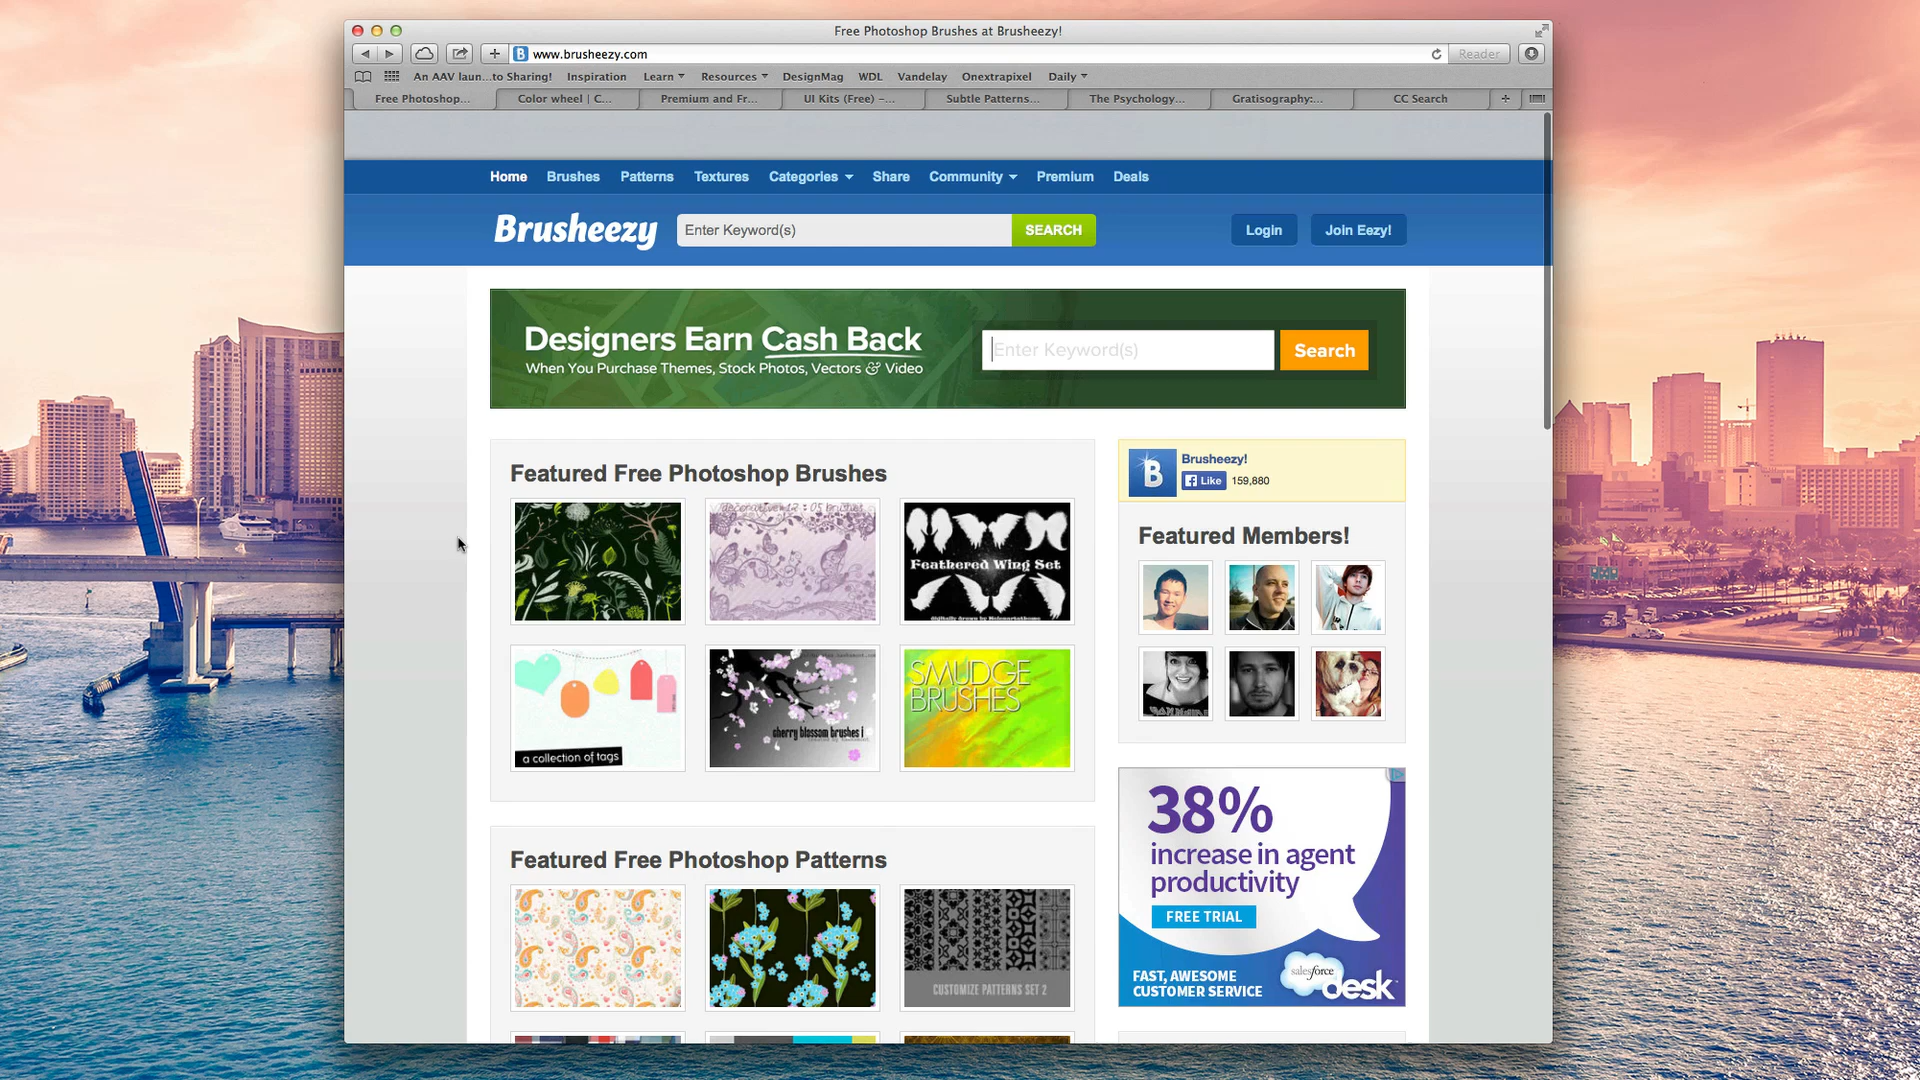 Free Photoshop Brushes at Brusheezy!
www.brusheezy.com
Reader
An AAV laun...to Sharing!
Inspiration
Learn
Resources
DesignMag
WDL
Vandelay
Onextrapixel
Daily
Free Photoshop...
Color wheel | C...
Premium and Fr...
UI Kits (Free) –...
Subtle Patterns...
The Psychology...
Gratisography:...
CC Search
Home
Brushes
Patterns
Textures
Categories
Share
Community
Premium
Deals
Brusheezy
Enter Keyword(s)
SEARCH
Login
Join Eezy!
Designers Earn Cash Back
When You Purchase Themes, Stock Photos, Vectors & Video
Enter Keyword(s)
Search
Featured Free Photoshop Brushes
Feathered Wing Set
a collection of tags
cherry blossom brushes i
SMUDGE
BRUSHES
B
Brusheezy!
Like
159,880
Featured Members!
38%
increase in agent
productivity
FREE TRIAL
FAST, AWESOME
CUSTOMER SERVICE
salesforce
desk
Featured Free Photoshop Patterns
CUSTOMIZE PATTERNS SET 2